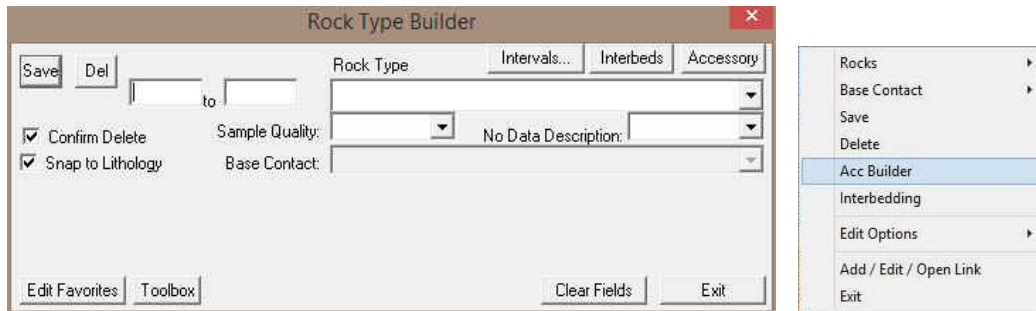 Rock Type Builder
Save Del Rock Type Intervals... Interbeds Accessory
to
Confirm Delete Sample Quality: No Data Description:
Snap to Lithology Base Contact:
Edit Favorites Toolbox Clear Fields Exit
Rocks
Base Contact
Save
Delete
Acc Builder
Interbedding
Edit Options
Add / Edit / Open Link
Exit